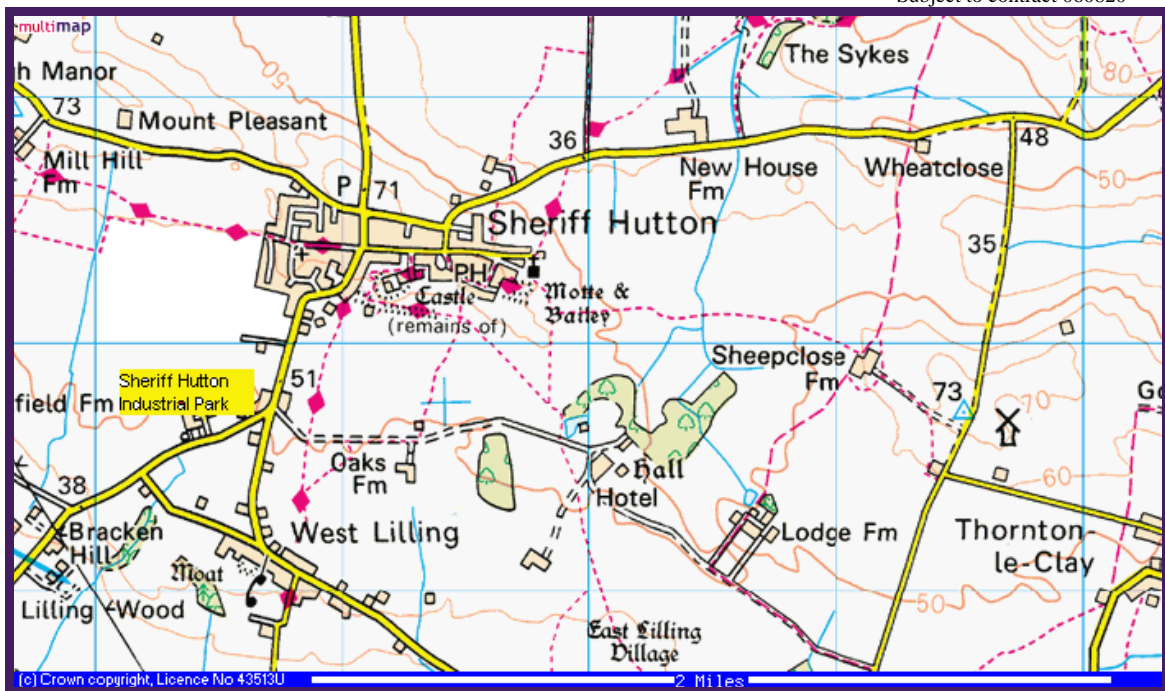 multimap
The Sykes
h Manor
50
80
73
Mount Pleasant
36
48
Mill Hill
Fm
P
71
New House
Fm
Wheatclose
50
Sheriff Hutton
35
PH
Castle
(remains of)
Motte &
Bailey
Sheepclose
Fm
Sheriff Hutton
Industrial Park
51
73
70
Go
field Fm
Oaks
Fm
Hall
Hotel
60
38
Bracken
Hill
West Lilling
Lodge Fm
Thornton-
le-Clay
Moat
50
Lilling Wood
East Lilling
Village
(c) Crown copyright, Licence No 43513U
2 Miles